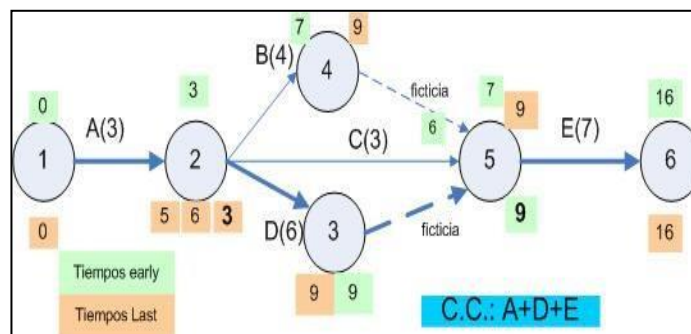 7
9
B(4)
4
0
3
ficticia
7
9
16
A(3)
6
C(3)
E(7)
1
2
5
6
0
5 6 3
D(6)
3
ficticia
9
16
Tiempos early
9 9
Tiempos Last
C.C.: A+D+E